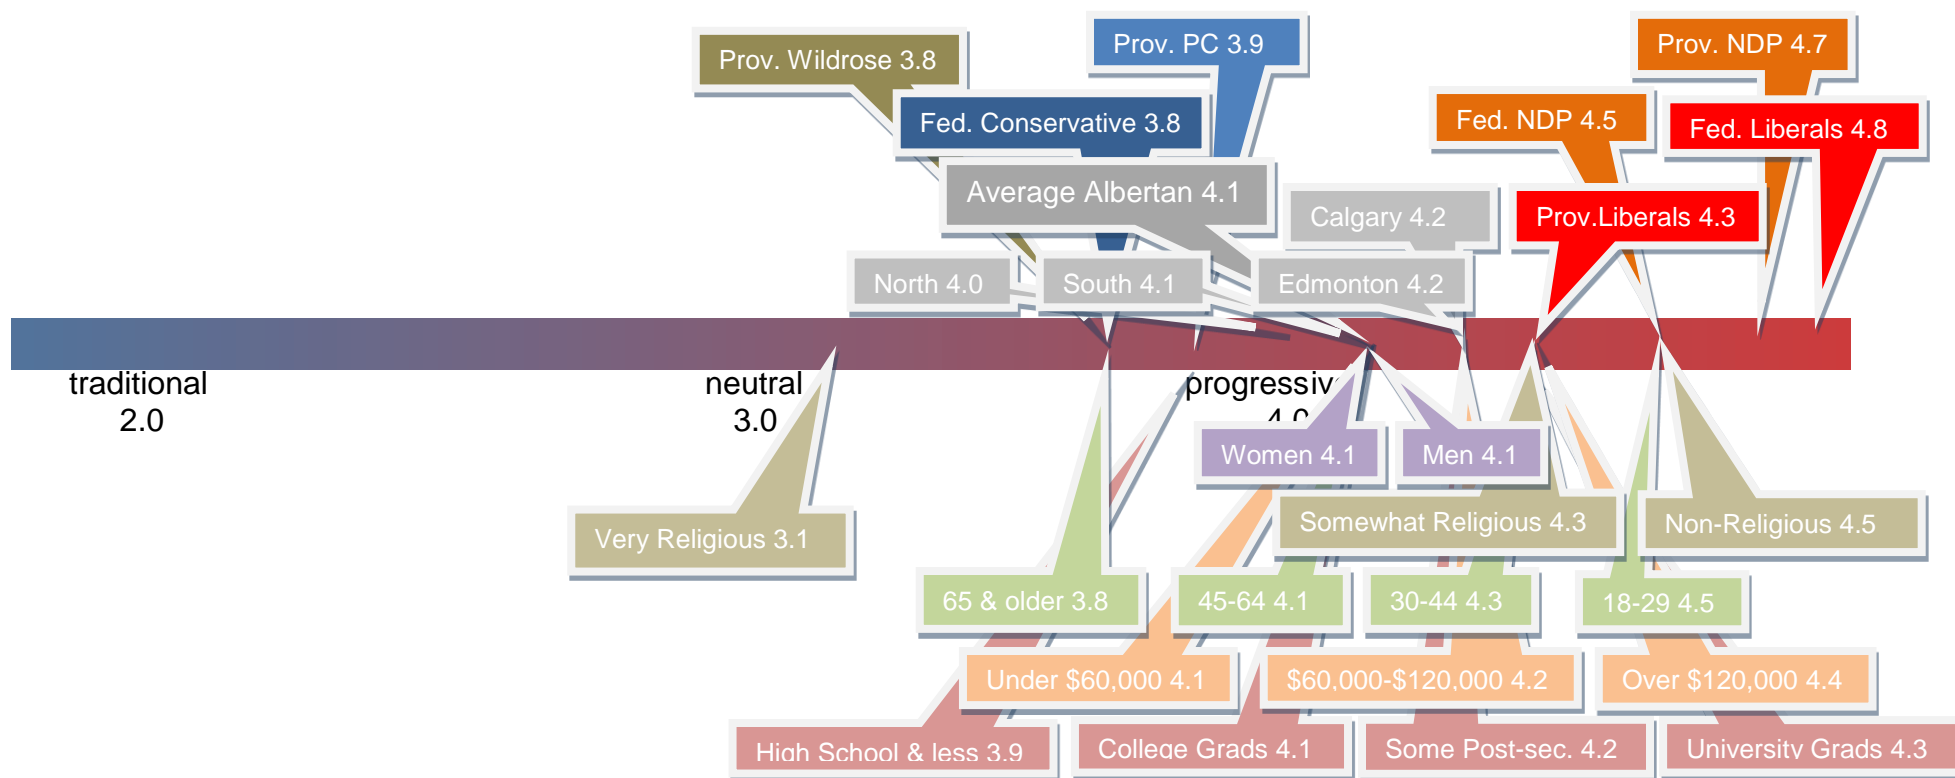 Prov. Wildrose 3.8
Prov. PC 3.9
Prov. NDP 4.7
Fed. Conservative 3.8
Fed. NDP 4.5
Fed. Liberals 4.8
Average Albertan 4.1
Calgary 4.2
Prov.Liberals 4.3
North 4.0
South 4.1
Edmonton 4.2
traditional
2.0
neutral
3.0
progressive
4.0
Women 4.1
Men 4.1
Very Religious 3.1
Somewhat Religious 4.3
Non-Religious 4.5
65 & older 3.8
45-64 4.1
30-44 4.3
18-29 4.5
Under $60,000 4.1
$60,000-$120,000 4.2
Over $120,000 4.4
High School & less 3.9
College Grads 4.1
Some Post-sec. 4.2
University Grads 4.3